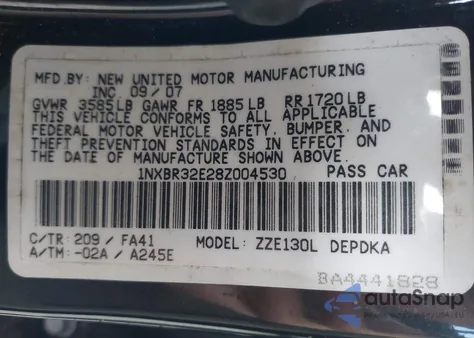 MFD.BY: NEW UNITED MOTOR MANUFACTURING
INC. 09/07
GVWR 3585LB GAWR FR 1885LB RR1720LB
THIS VEHICLE CONFORMS TO ALL APPLICABLE
FEDERAL MOTOR VEHICLE SAFETY, BUMPER, AND
THEFT PREVENTION STANDARDS IN EFFECT ON
THE DATE OF MANUFACTURE SHOWN ABOVE.
1NXBR32E28Z004530 PASS CAR
C/TR: 209 / FA41 MODEL: ZZE130L DEPDKA
A/TM: -02A / A245E
BA4441828
autoSnap